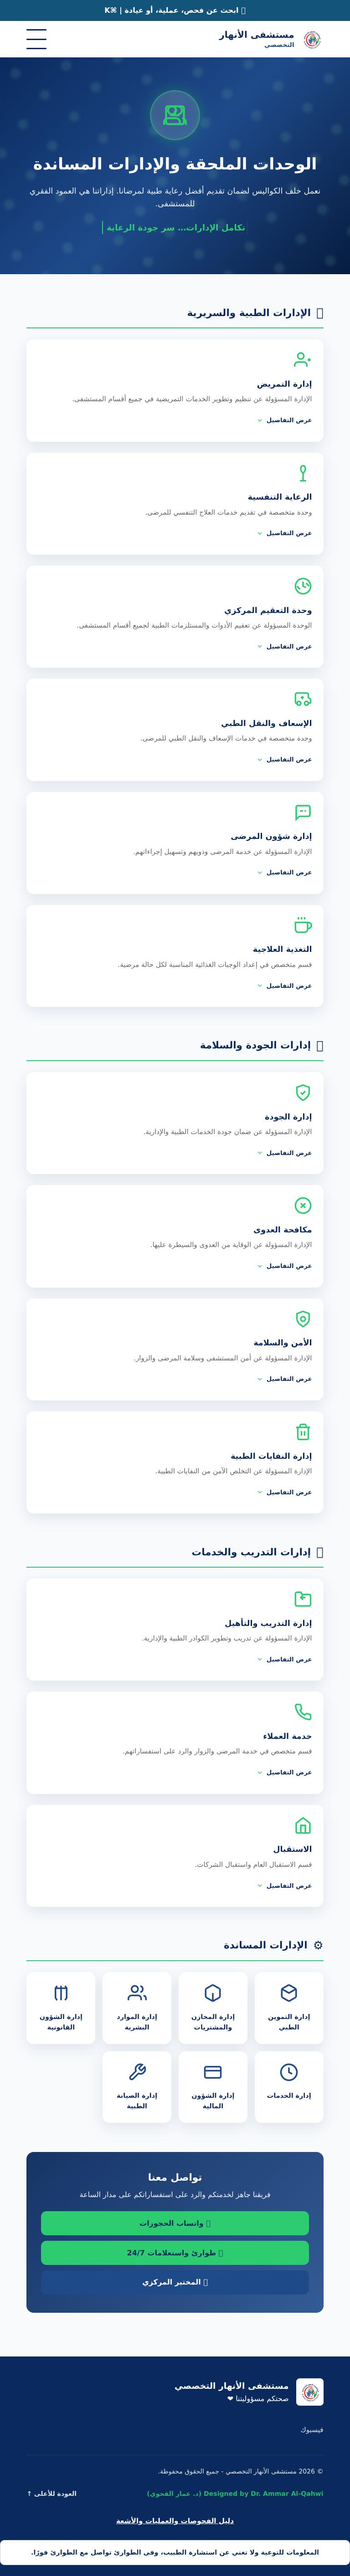 ابحث عن فحص، عملية، أو عيادة | ⌘K
مستشفى الأنهار
التخصصي
الوحدات الملحقة والإدارات المساندة
نعمل خلف الكواليس لضمان تقديم أفضل رعاية طبية لمرضانا. إداراتنا هي العمود الفقري
للمستشفى.
تكامل الإدارات... سر جودة الرعاية
الإدارات الطبية والسريرية
إدارة التمريض
الإدارة المسؤولة عن تنظيم وتطوير الخدمات التمريضية في جميع أقسام المستشفى.
عرض التفاصيل
الرعاية التنفسية
وحدة متخصصة في تقديم خدمات العلاج التنفسي للمرضى.
عرض التفاصيل
وحدة التعقيم المركزي
الوحدة المسؤولة عن تعقيم الأدوات والمستلزمات الطبية لجميع أقسام المستشفى.
عرض التفاصيل
الإسعاف والنقل الطبي
وحدة متخصصة في خدمات الإسعاف والنقل الطبي للمرضى.
عرض التفاصيل
إدارة شؤون المرضى
الإدارة المسؤولة عن خدمة المرضى وذويهم وتسهيل إجراءاتهم.
عرض التفاصيل
التغذية العلاجية
قسم متخصص في إعداد الوجبات الغذائية المناسبة لكل حالة مرضية.
عرض التفاصيل
إدارات الجودة والسلامة
إدارة الجودة
الإدارة المسؤولة عن ضمان جودة الخدمات الطبية والإدارية.
عرض التفاصيل
مكافحة العدوى
الإدارة المسؤولة عن الوقاية من العدوى والسيطرة عليها.
عرض التفاصيل
الأمن والسلامة
الإدارة المسؤولة عن أمن المستشفى وسلامة المرضى والزوار.
عرض التفاصيل
إدارة النفايات الطبية
الإدارة المسؤولة عن التخلص الآمن من النفايات الطبية.
عرض التفاصيل
إدارات التدريب والخدمات
إدارة التدريب والتأهيل
الإدارة المسؤولة عن تدريب وتطوير الكوادر الطبية والإدارية.
عرض التفاصيل
خدمة العملاء
قسم متخصص في خدمة المرضى والزوار والرد على استفساراتهم.
عرض التفاصيل
الاستقبال
قسم الاستقبال العام واستقبال الشركات.
عرض التفاصيل
⚙ الإدارات المساندة
إدارة التموين الطبي
إدارة المخازن والمشتريات
إدارة الموارد البشرية
إدارة الشؤون القانونية
إدارة الخدمات
إدارة الشؤون المالية
إدارة الصيانة الطبية
تواصل معنا
فريقنا جاهز لخدمتكم والرد على استفساراتكم على مدار الساعة
واتساب الحجوزات
طوارئ واستعلامات 24/7
المختبر المركزي
مستشفى الأنهار التخصصي
صحتكم مسؤوليتنا ❤
فيسبوك
© 2026 مستشفى الأنهار التخصصي - جميع الحقوق محفوظة.
Designed by Dr. Ammar Al-Qahwi (د. عمار القحوي)
العودة للأعلى ↑
دليل الفحوصات والعمليات والأشعة
المعلومات للتوعية ولا تغني عن استشارة الطبيب، وفي الطوارئ تواصل مع الطوارئ فورًا.